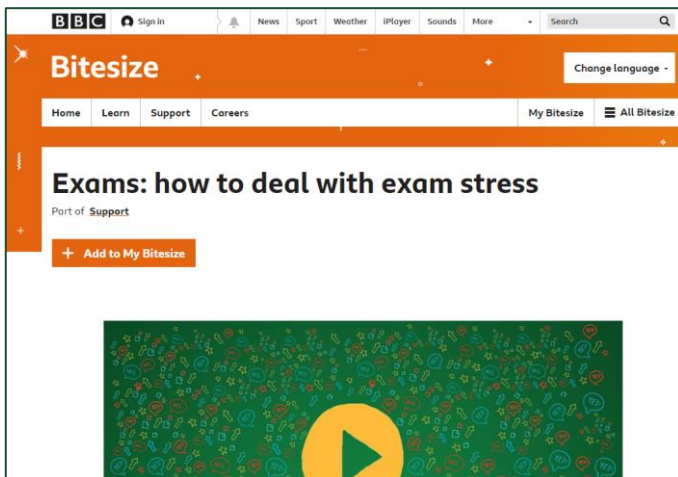 BBC Sign in News Sport Weather iPlayer Sounds More Search
Bitesize
Change language
Home Learn Support Careers My Bitesize All Bitesize
Exams: how to deal with exam stress
Part of Support
+ Add to My Bitesize